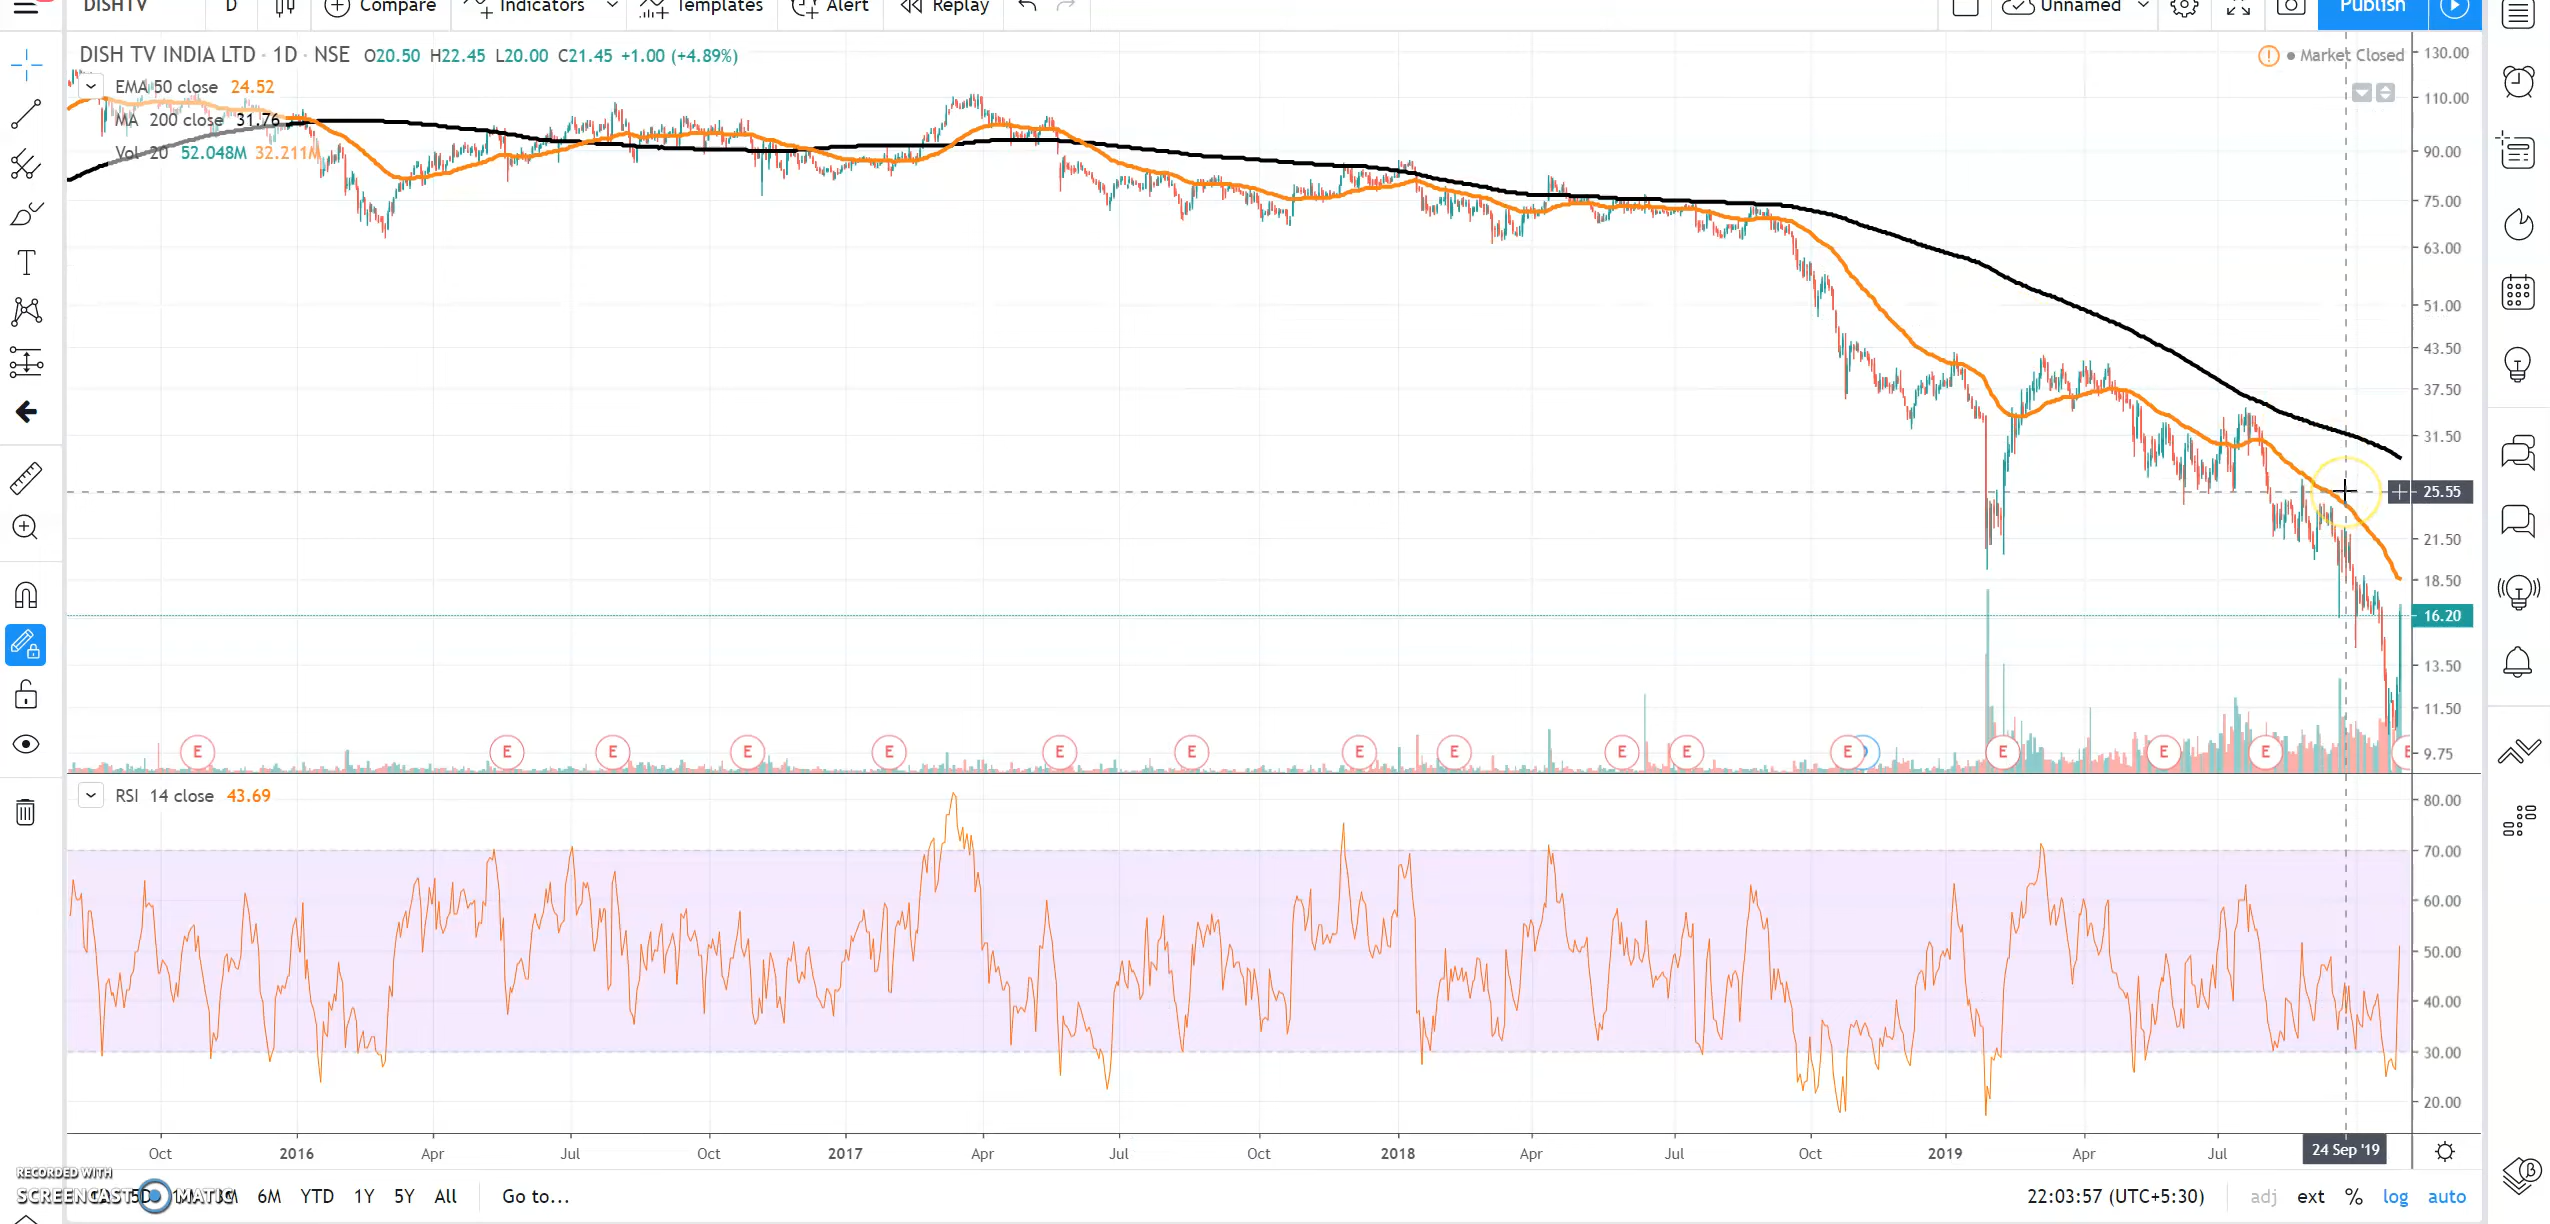 DISHTV D Compare Indicators Templates Alert Replay Unnamed Publish
DISH TV INDIA LTD · 1D · NSE O20.50 H22.45 L20.00 C21.45 +1.00 (+4.89%)
Market Closed
EMA 50 close 24.52
MA 200 close 31.76
Vol 20 52.048M 32.211M
130.00
110.00
90.00
75.00
63.00
51.00
43.50
37.50
31.50
25.55
21.50
18.50
16.20
13.50
11.50
9.75
E E E E E E E E E E E E E E E E
RSI 14 close 43.69
80.00
70.00
60.00
50.00
40.00
30.00
20.00
Oct 2016 Apr Jul Oct 2017 Apr Jul Oct 2018 Apr Jul Oct 2019 Apr Jul 24 Sep '19
RECORDED WITH
SCREENCAST MATIC
5D 6M YTD 1Y 5Y All Go to... 22:03:57 (UTC+5:30) adj ext % log auto